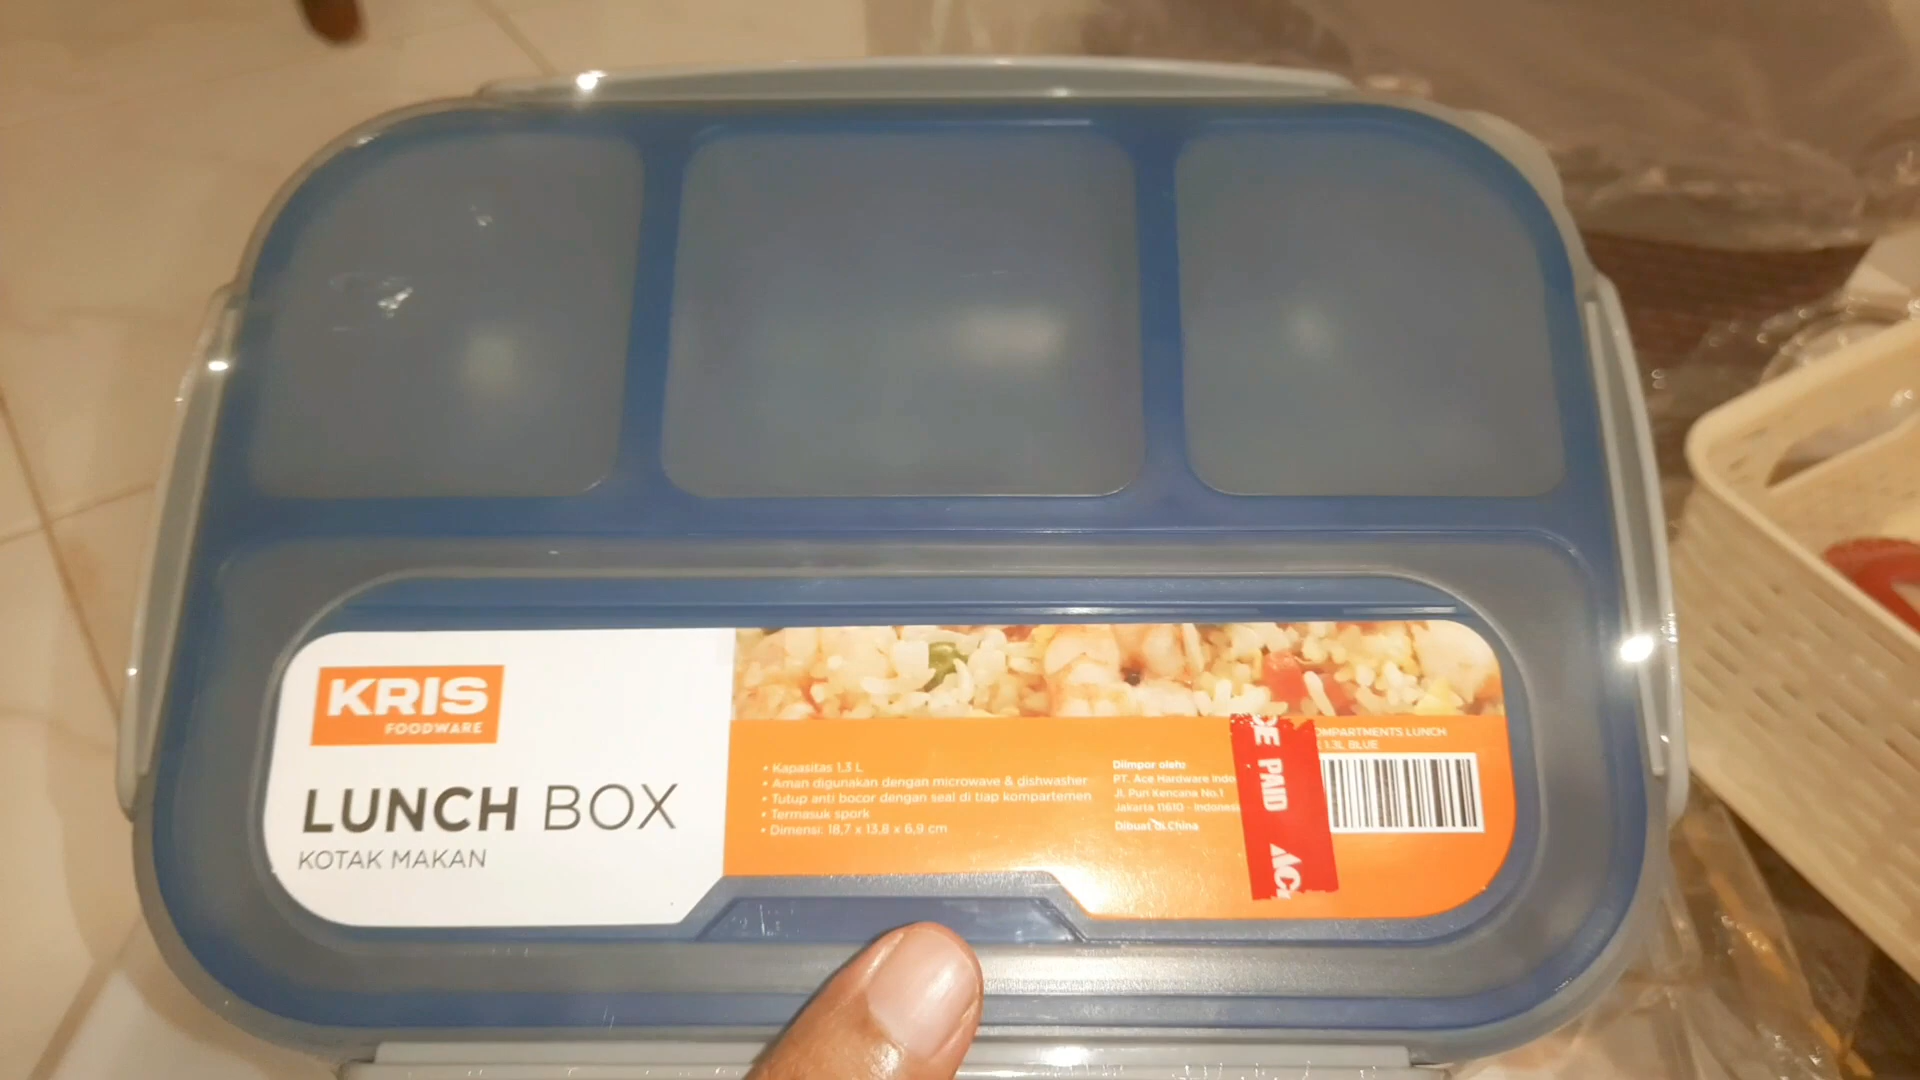 KRIS
FOODWARE
LUNCH BOX
KOTAK MAKAN
• Kapasitas 1,3 L
• Aman digunakan dengan microwave & dishwasher
• Tutup anti bocor dengan seal di tiap kompartemen
• Termasuk spork
• Dimensi: 18,7 x 13,8 x 6,9 cm
Diimpor oleh:
PT. Ace Hardware Indo
Jl. Puri Kencana No.1
Jakarta 11610 - Indonesi
Dibuat di China
OMPARTMENTS LUNCH
1.3L BLUE
PAID
ACE